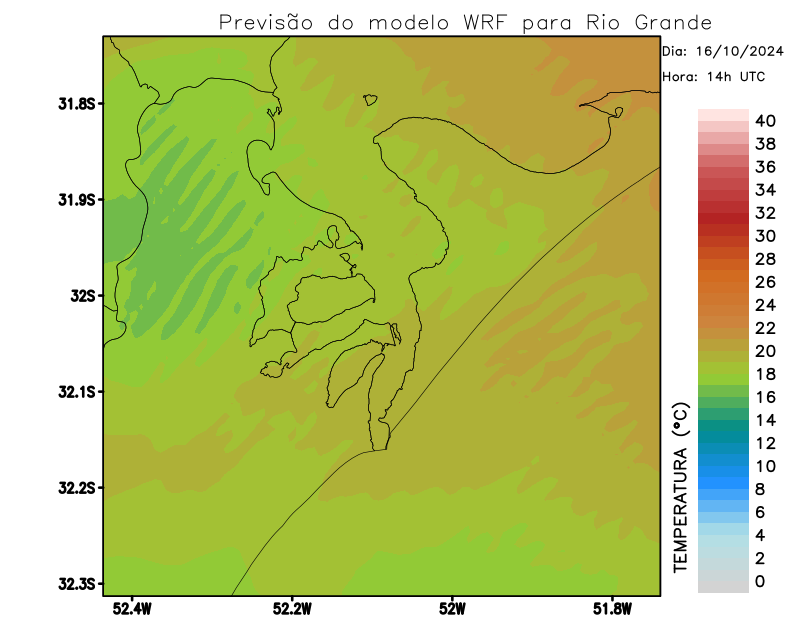 Previsão do modelo WRF para Rio Grande
Dia: 16/10/2024
Hora: 14h UTC
31.8S
31.9S
32S
32.1S
32.2S
32.3S
52.4W
52.2W
52W
51.8W
TEMPERATURA (°C)
40
38
36
34
32
30
28
26
24
22
20
18
16
14
12
10
8
6
4
2
0